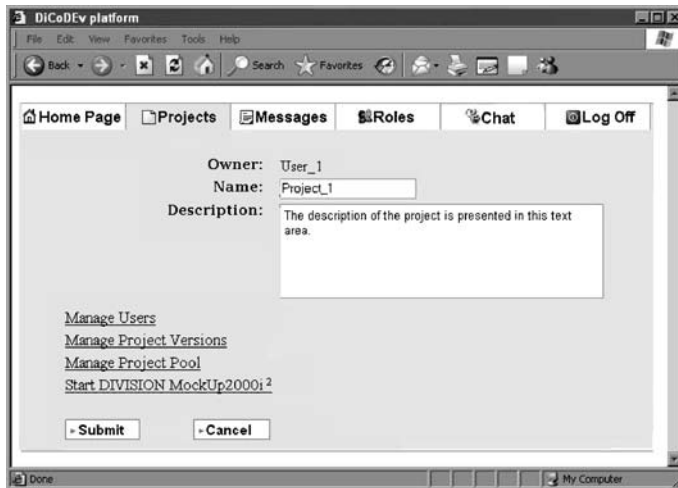 DiCoDEv platform
File Edit View Favorites Tools Help
Back Search Favorites
Home Page Projects Messages Roles Chat Log Off
Owner: User_1
Name: Project_1
Description: The description of the project is presented in this text
area.
Manage Users
Manage Project Versions
Manage Project Pool
Start DIVISION MockUp2000i ²
Submit Cancel
Done My Computer